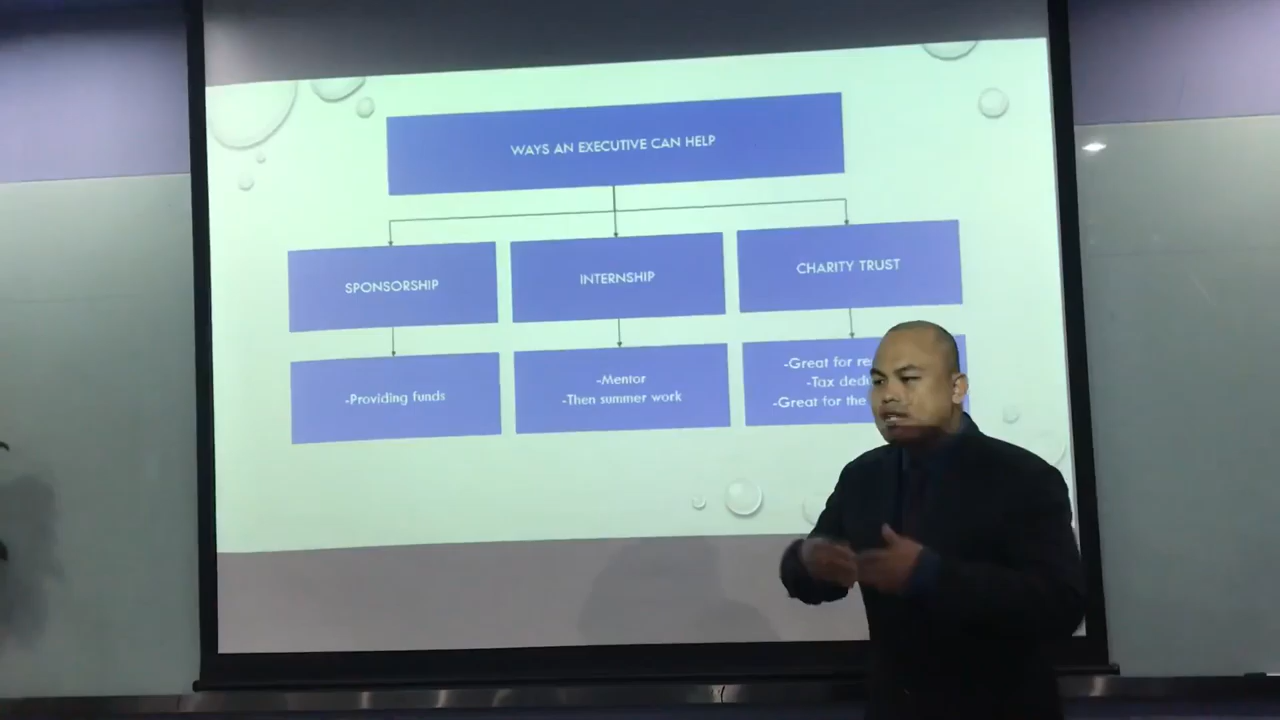 WAYS AN EXECUTIVE CAN HELP
SPONSORSHIP
INTERNSHIP
CHARITY TRUST
-Providing funds
-Mentor
-Then summer work
-Great for
-Tax
-Great for the